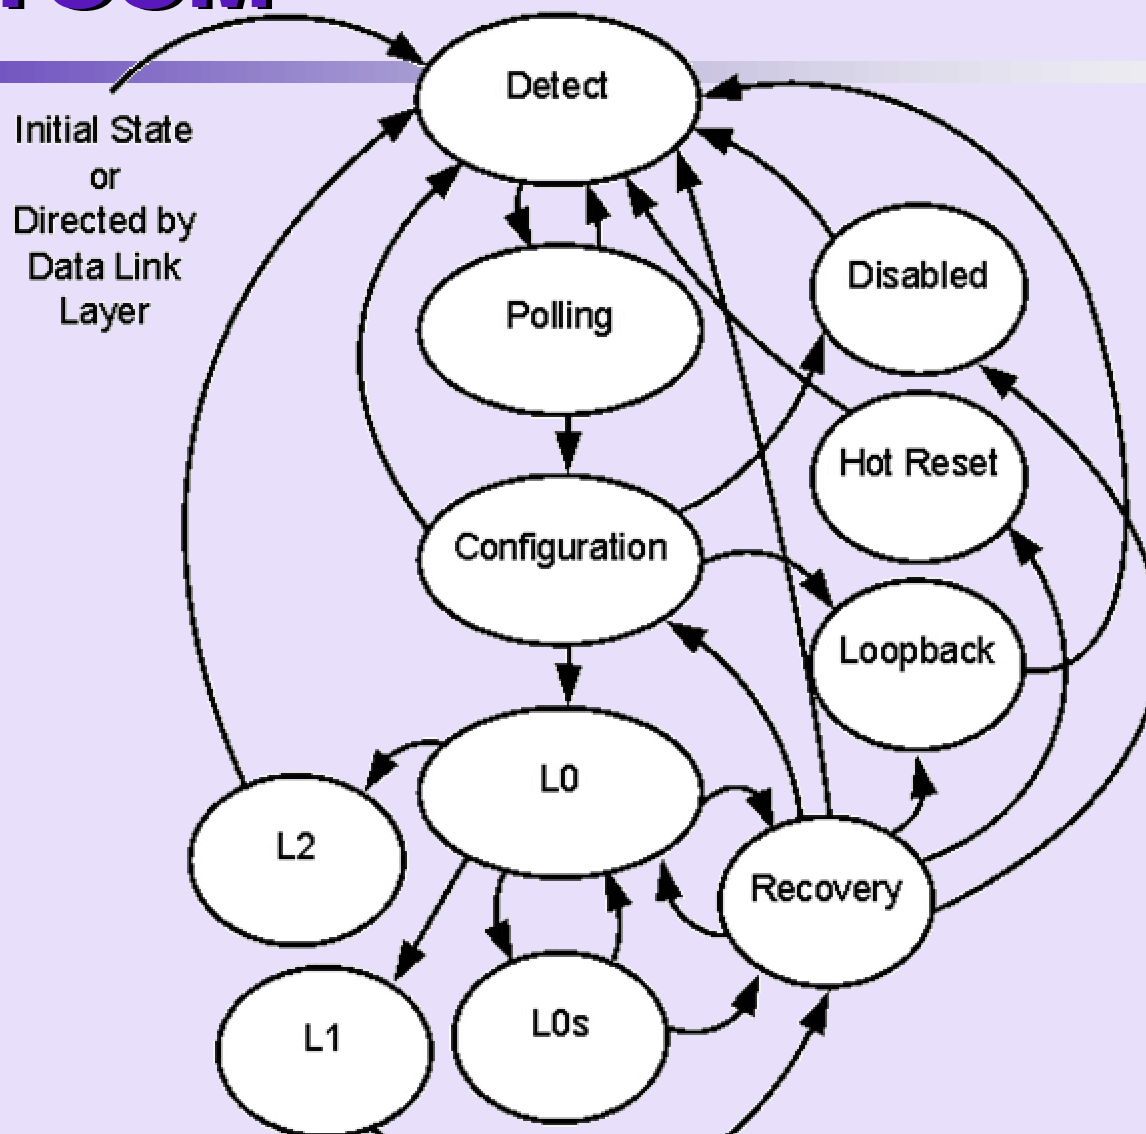 Detect
Initial State
or
Directed by
Data Link
Layer
Disabled
Polling
Hot Reset
Configuration
Loopback
L0
L2
Recovery
L0s
L1